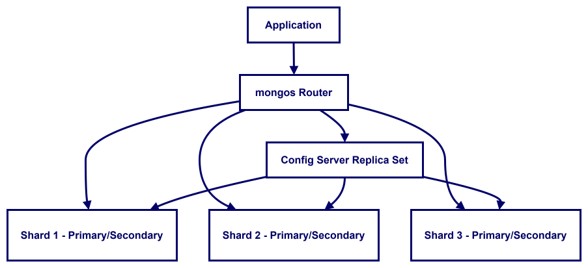 Application
mongos Router
Config Server Replica Set
Shard 1 - Primary/Secondary
Shard 2 - Primary/Secondary
Shard 3 - Primary/Secondary